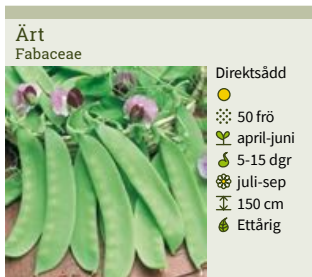 Ärt
Fabaceae
Direktsådd
50 frö
april-juni
5-15 dgr
juli-sep
150 cm
Ettårig